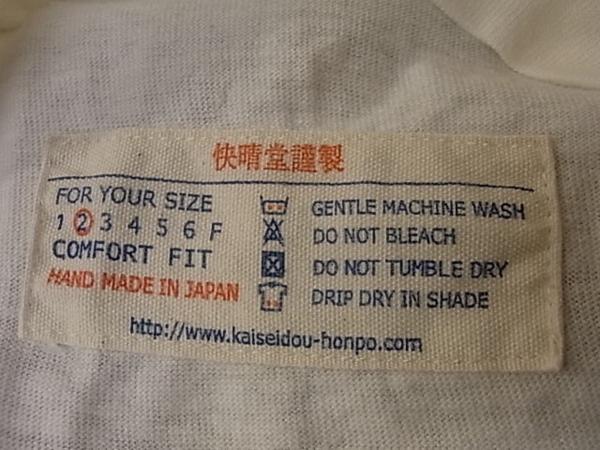 快晴堂謹製
FOR YOUR SIZE
1 2 3 4 5 6 F
COMFORT FIT
HAND MADE IN JAPAN
GENTLE MACHINE WASH
DO NOT BLEACH
DO NOT TUMBLE DRY
DRIP DRY IN SHADE
http://www.kaiseidou-honpo.com